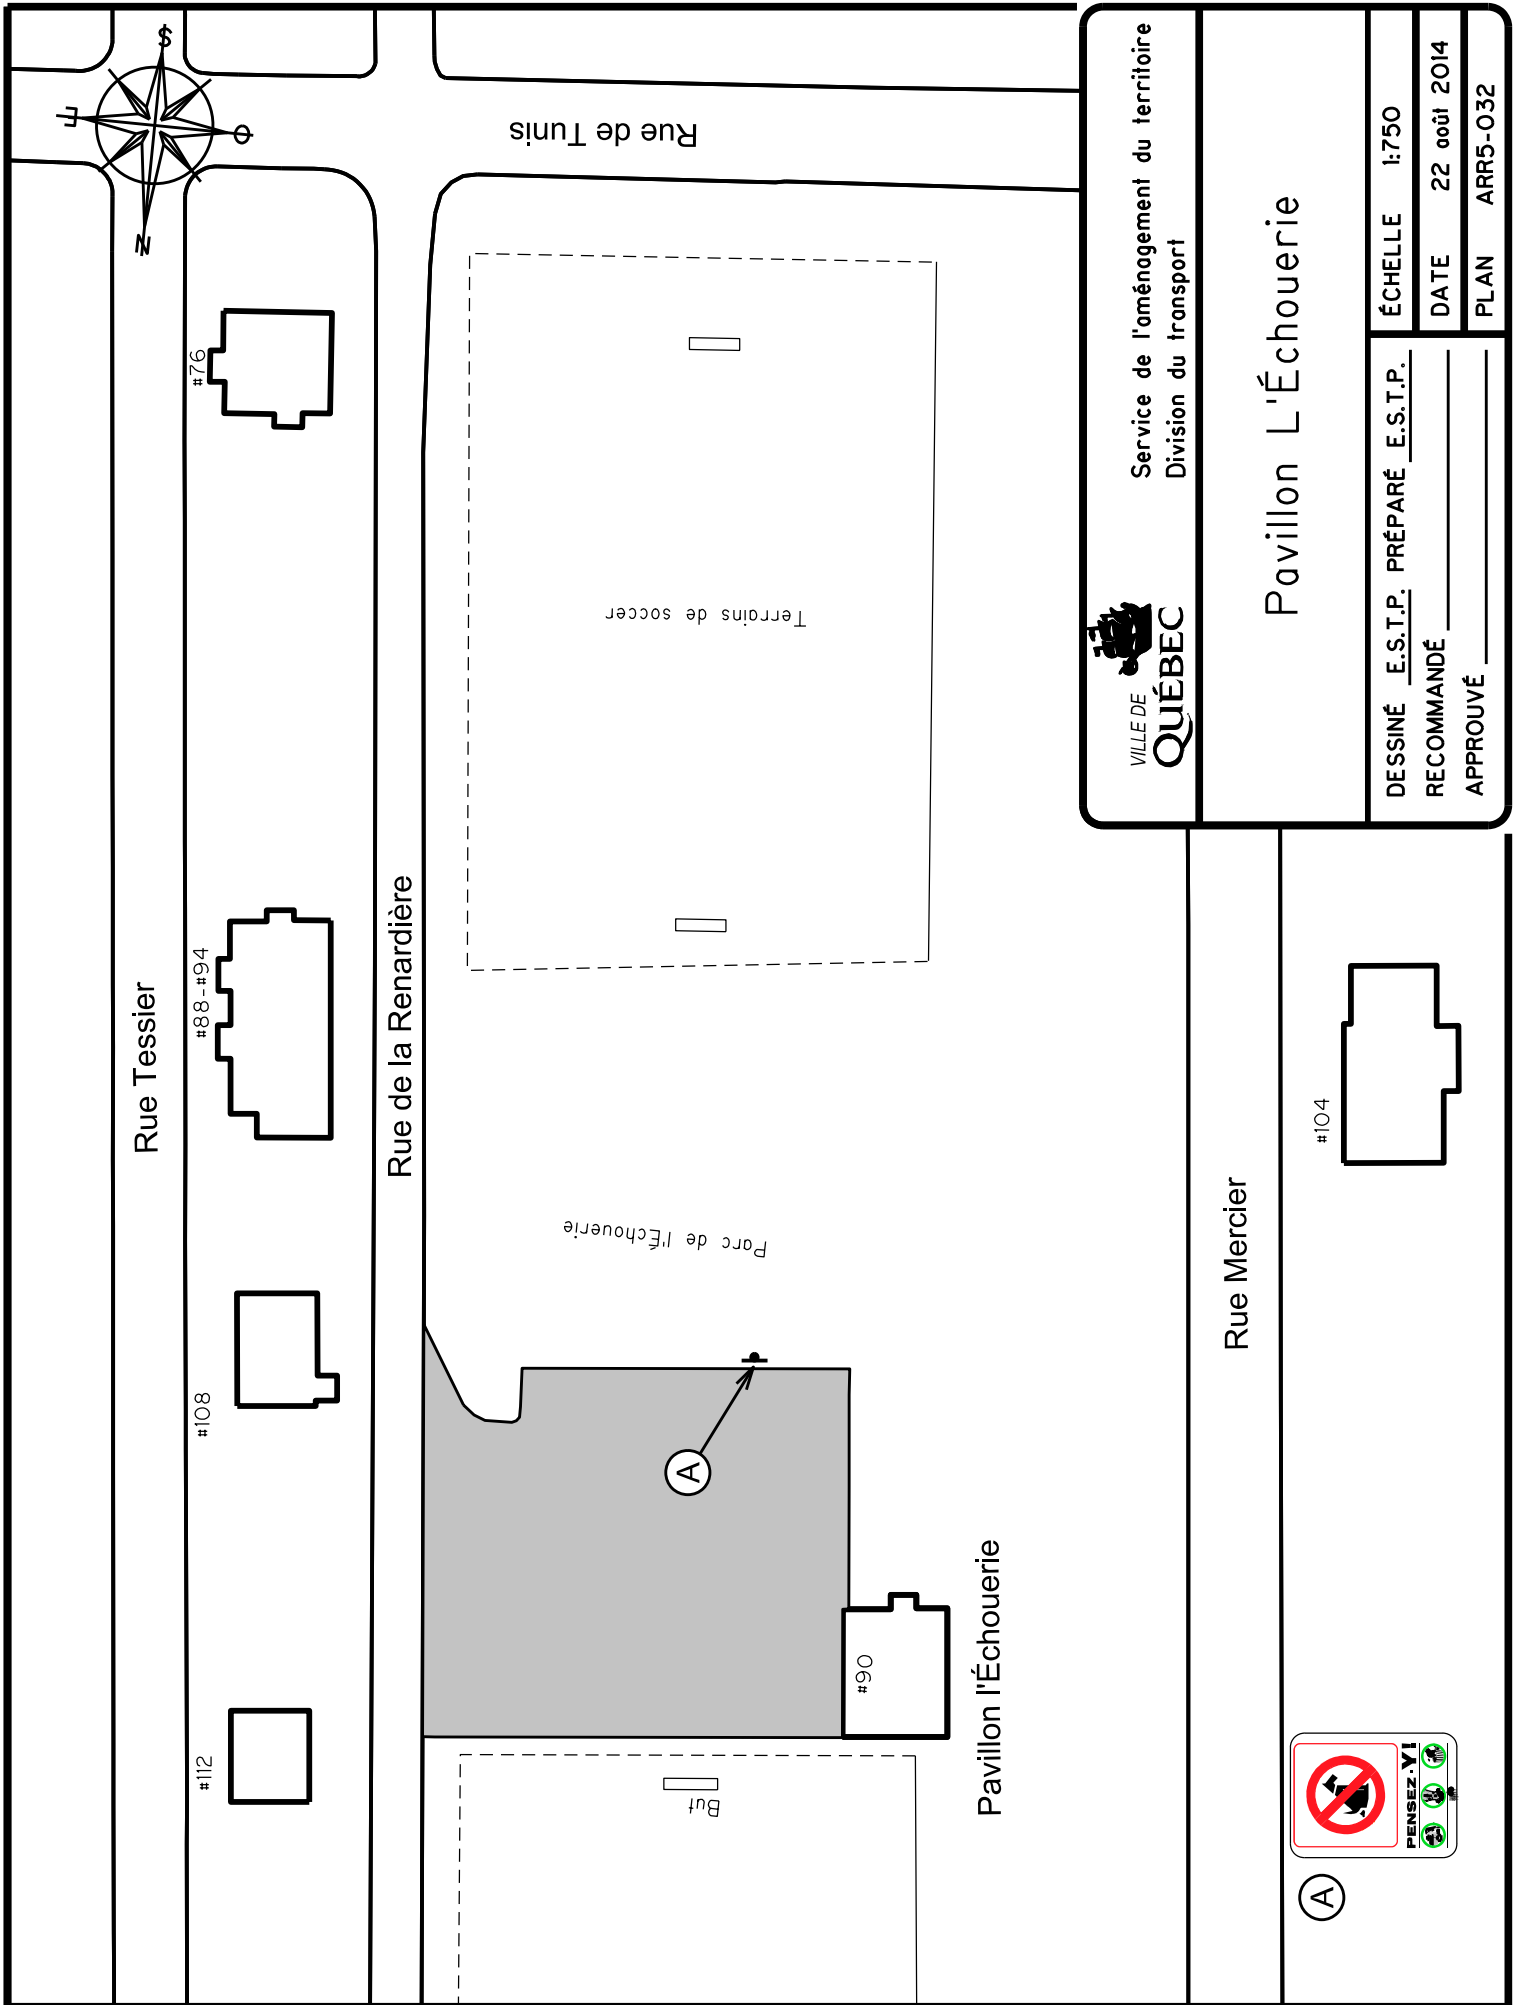 S
E
O
N
Rue de Tunis
#76
#88-#94
#108
#112
Rue Tessier
Rue de la Renardière
Terrains de soccer
Parc de l'Échouerie
A
#90
Pavillon l'Échouerie
But
Rue Mercier
#104
A
PENSEZ-Y!
VILLE DE
QUÉBEC
Service de l'aménagement du territoire
Division du transport
Pavillon L'Échouerie
DESSINÉ E.S.T.P. PRÉPARÉ E.S.T.P.
RECOMMANDÉ
APPROUVÉ
ÉCHELLE 1:750
DATE 22 août 2014
PLAN ARR5-032